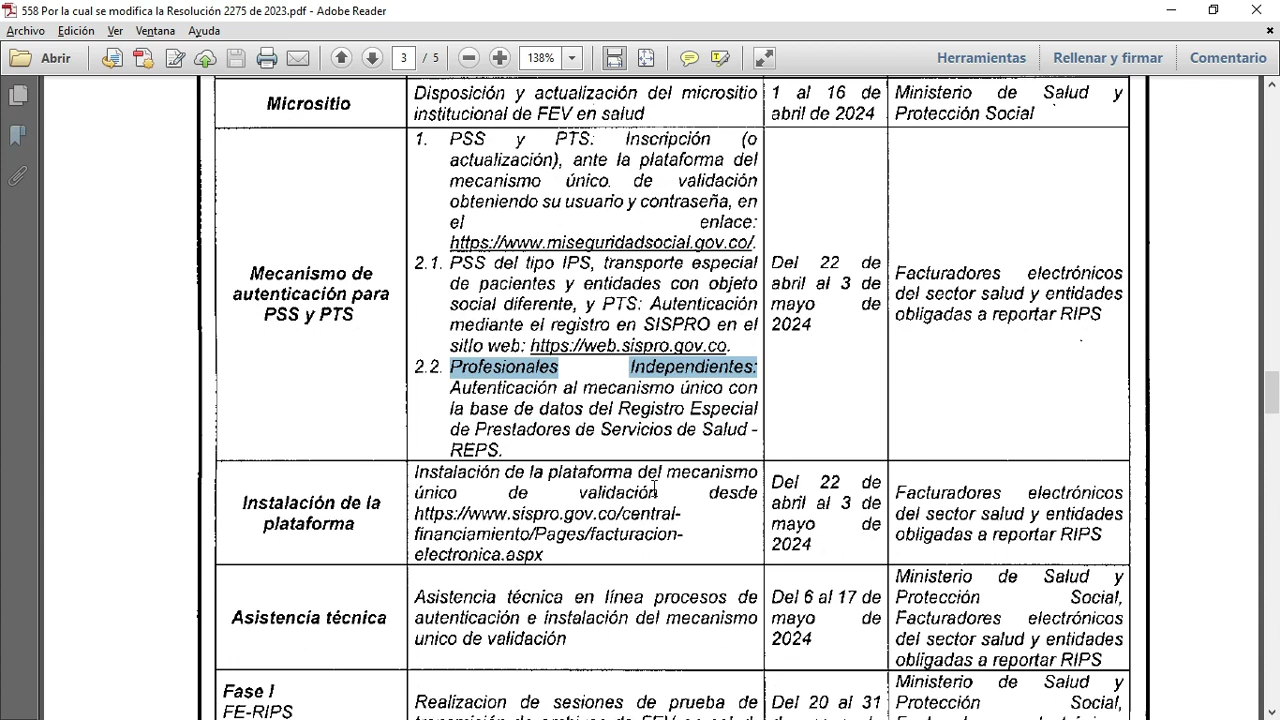 558 Por la cual se modifica la Resolución 2275 de 2023.pdf - Adobe Reader
Archivo Edición Ver Ventana Ayuda
Abrir 3 / 5 138% Herramientas Rellenar y firmar Comentario
Micrositio
Disposición y actualización del micrositio
institucional de FEV en salud
1 al 16 de
abril de 2024
Ministerio de Salud y
Protección Social
Mecanismo de
autenticación para
PSS y PTS
1. PSS y PTS: Inscripción (o
actualización), ante la plataforma del
mecanismo único. de validación
obteniendo su usuario y contraseña, en
el enlace:
https://www.miseguridadsocial.gov.co/.
2.1. PSS del tipo IPS, transporte especial
de pacientes y entidades con objeto
social diferente, y PTS: Autenticación
mediante el registro en SISPRO en el
sitio web: https://web.sispro.gov.co.
2.2. Profesionales Independientes:
Autenticación al mecanismo único con
la base de datos del Registro Especial
de Prestadores de Servicios de Salud -
REPS.
Del 22 de
abril al 3 de
mayo de
2024
Facturadores electrónicos
del sector salud y entidades
obligadas a reportar RIPS
Instalación de la
plataforma
Instalación de la plataforma del mecanismo
único de validación desde
https://www.sispro.gov.co/central-
financiamiento/Pages/facturacion-
electronica.aspx
Del 22 de
abril al 3 de
mayo de
2024
Facturadores electrónicos
del sector salud y entidades
obligadas a reportar RIPS
Asistencia técnica
Asistencia técnica en línea procesos de
autenticación e instalación del mecanismo
unico de validación
Del 6 al 17 de
mayo de
2024
Ministerio de Salud y
Protección Social,
Facturadores electrónicos
del sector salud y entidades
obligadas a reportar RIPS
Fase I
FE-RIPS
Realizacion de sesiones de prueba de
Del 20 al 31
Ministerio de Salud y
Protección Social,